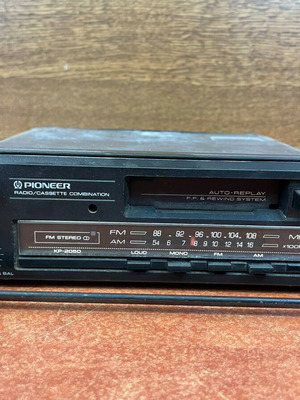 PIONEER
RADIO/CASSETTE COMBINATION
AUTO-REPLAY
F.F. & REWIND SYSTEM
FM STEREO
FM 88 92 96 100 104 108
AM 54 6 7 8 9 10 12 14 16
KP-2050
BAL
LOUD MONO FM AM